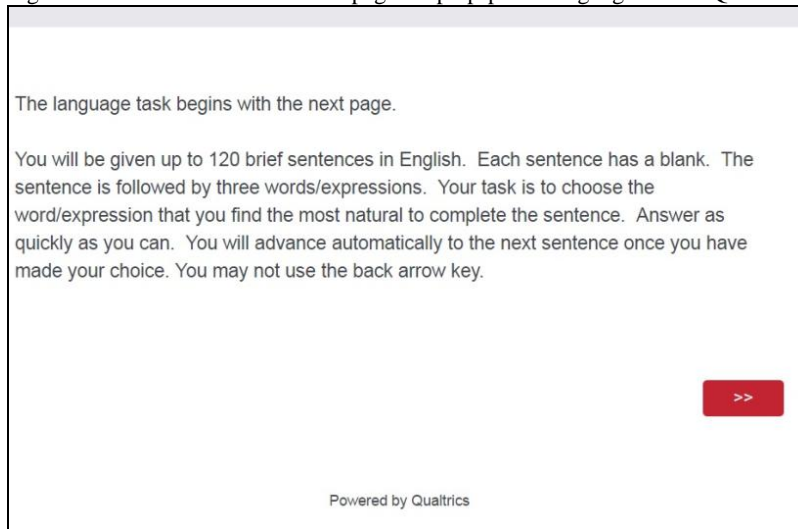 The language task begins with the next page.
You will be given up to 120 brief sentences in English. Each sentence has a blank. The
sentence is followed by three words/expressions. Your task is to choose the
word/expression that you find the most natural to complete the sentence. Answer as
quickly as you can. You will advance automatically to the next sentence once you have
made your choice. You may not use the back arrow key.
>>
Powered by Qualtrics